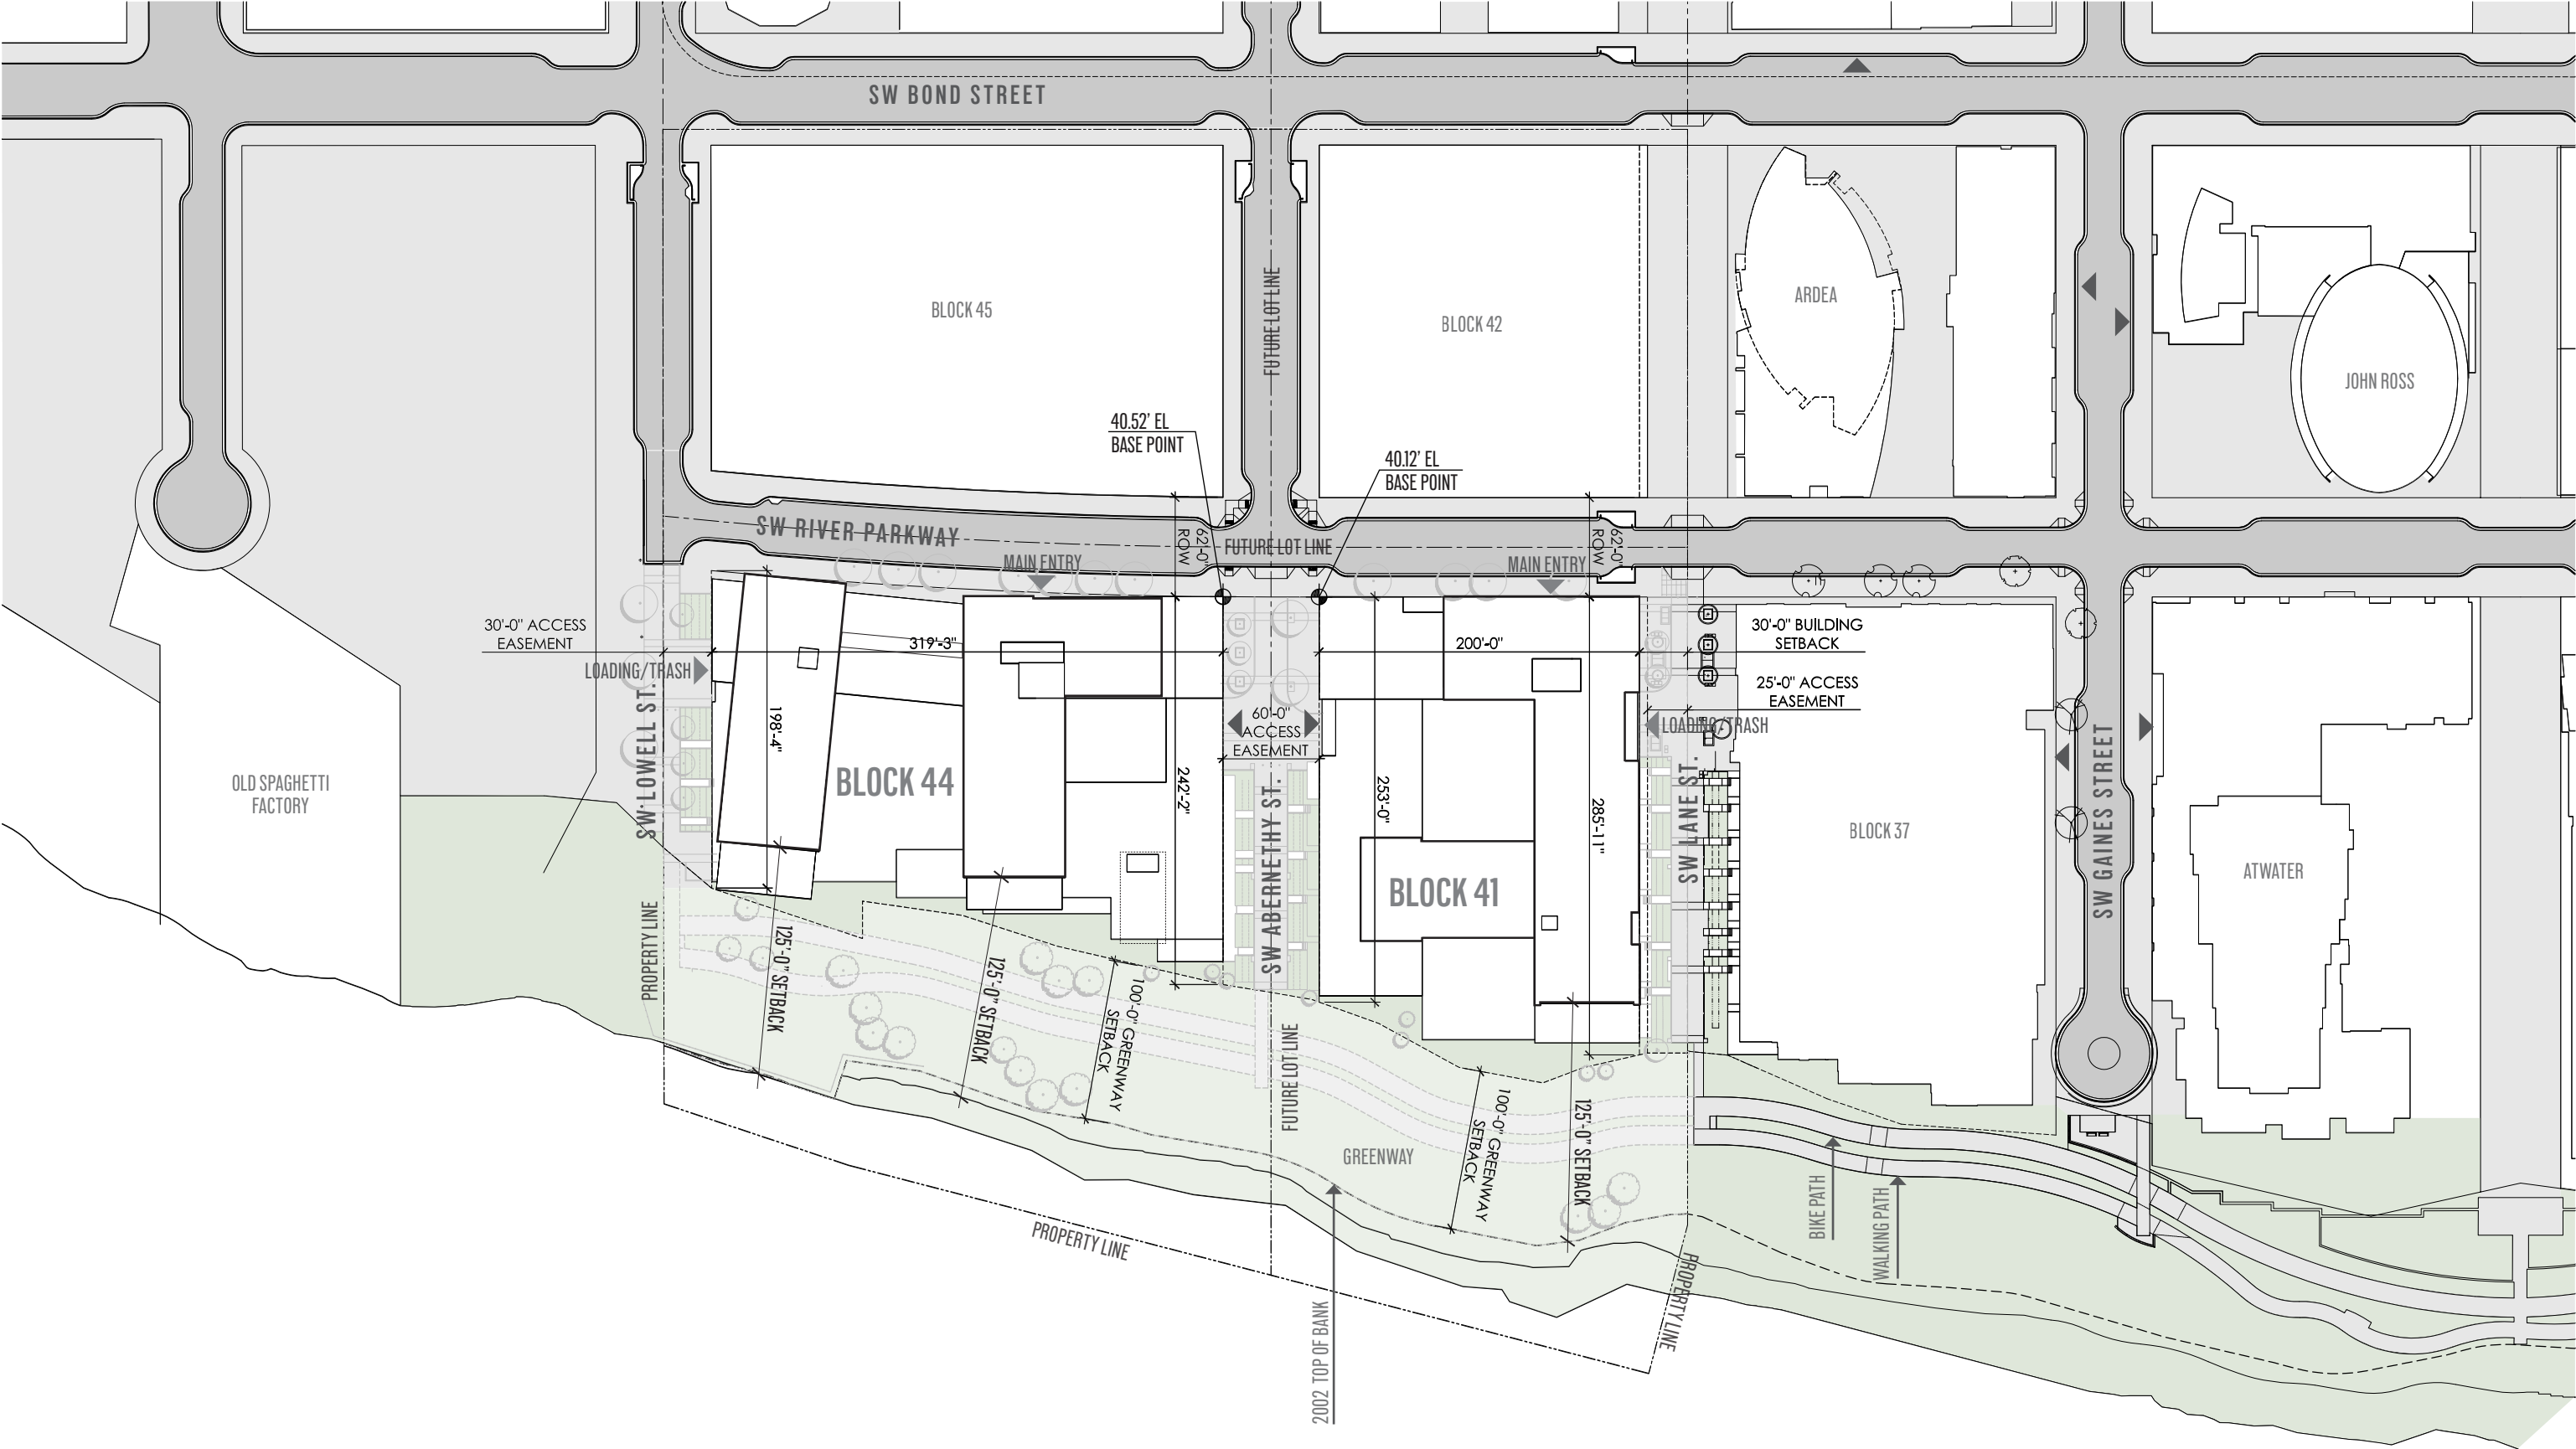 SW BOND STREET
BLOCK 45
FUTURE LOT LINE
BLOCK 42
ARDEA
JOHN ROSS
40.52' EL
BASE POINT
40.12' EL
BASE POINT
SW RIVER PARKWAY
MAIN ENTRY
62'-0"
ROW
FUTURE LOT LINE
MAIN ENTRY
62'-0"
ROW
30'-0" ACCESS
EASEMENT
LOADING/TRASH
319'-3"
200'-0"
30'-0" BUILDING
SETBACK
25'-0" ACCESS
EASEMENT
LOADING/TRASH
60'-0"
ACCESS
EASEMENT
SW LOWELL ST.
198'-4"
BLOCK 44
242'-2"
SW ABERNETHY ST.
253'-0"
BLOCK 41
285'-11"
SW LANE ST.
BLOCK 37
SW GAINES STREET
ATWATER
OLD SPAGHETTI
FACTORY
PROPERTY LINE
125'-0" SETBACK
125'-0" SETBACK
100'-0" GREENWAY
SETBACK
FUTURE LOT LINE
GREENWAY
100'-0" GREENWAY
SETBACK
125'-0" SETBACK
BIKE PATH
WALKING PATH
PROPERTY LINE
2002 TOP OF BANK
PROPERTY LINE